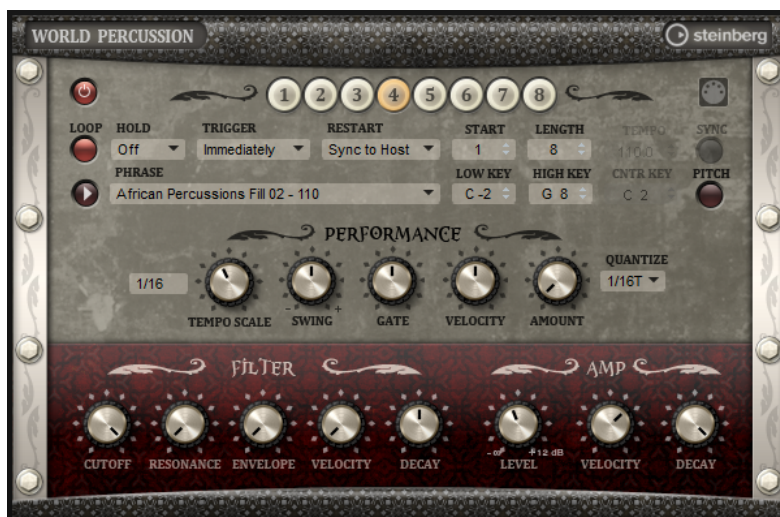 WORLD PERCUSSION
steinberg
1 2 3 4 5 6 7 8
LOOP HOLD TRIGGER RESTART START LENGTH TEMPO SYNC
Off Immediately Sync to Host 1 8 110.0
PHRASE LOW KEY HIGH KEY CNTR KEY PITCH
African Percussions Fill 02 - 110 C -2 G 8 C 2
PERFORMANCE
QUANTIZE
1/16 1/16T
- +
TEMPO SCALE SWING GATE VELOCITY AMOUNT
FILTER AMP
-∞ +12 dB
CUTOFF RESONANCE ENVELOPE VELOCITY DECAY LEVEL VELOCITY DECAY